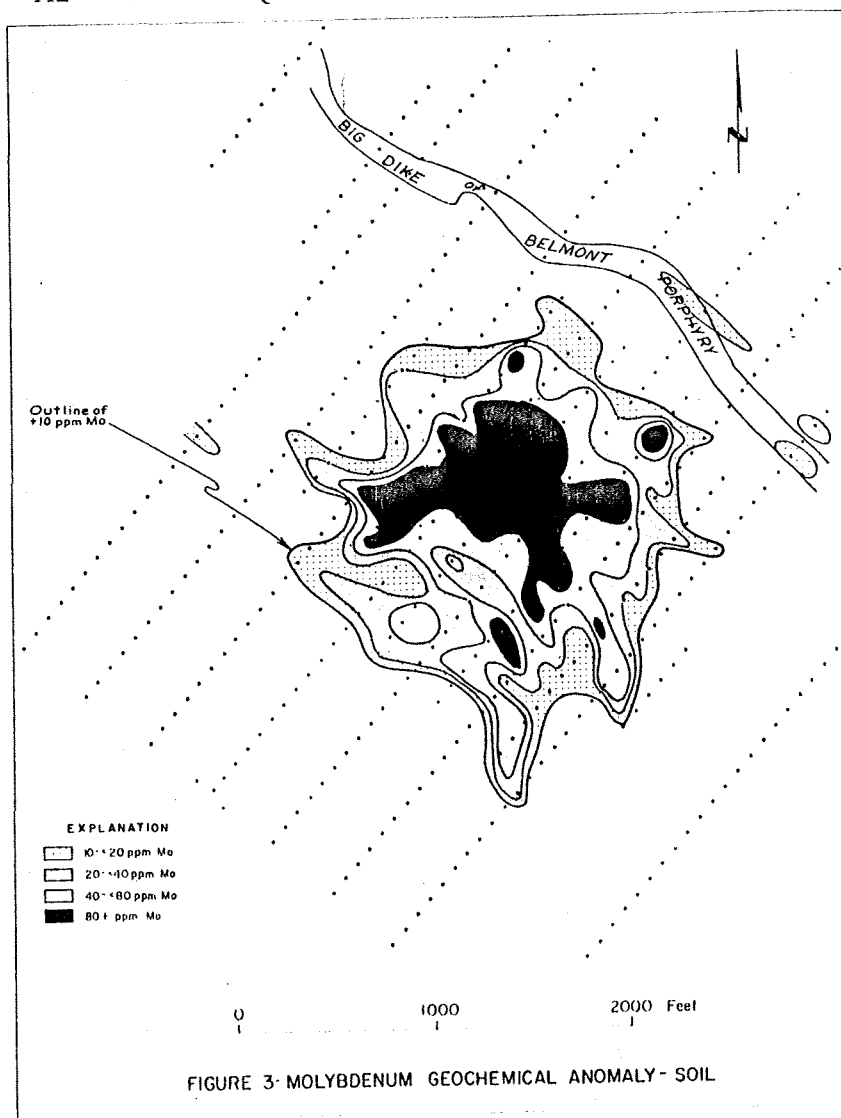 N
BIG
DIKE
or
BELMONT
PORPHYRY
Outline of
+10 ppm Mo
EXPLANATION
10-<20 ppm Mo
20-<40 ppm Mo
40-<80 ppm Mo
80+ ppm Mo
0 1000 2000 Feet
FIGURE 3- MOLYBDENUM GEOCHEMICAL ANOMALY- SOIL